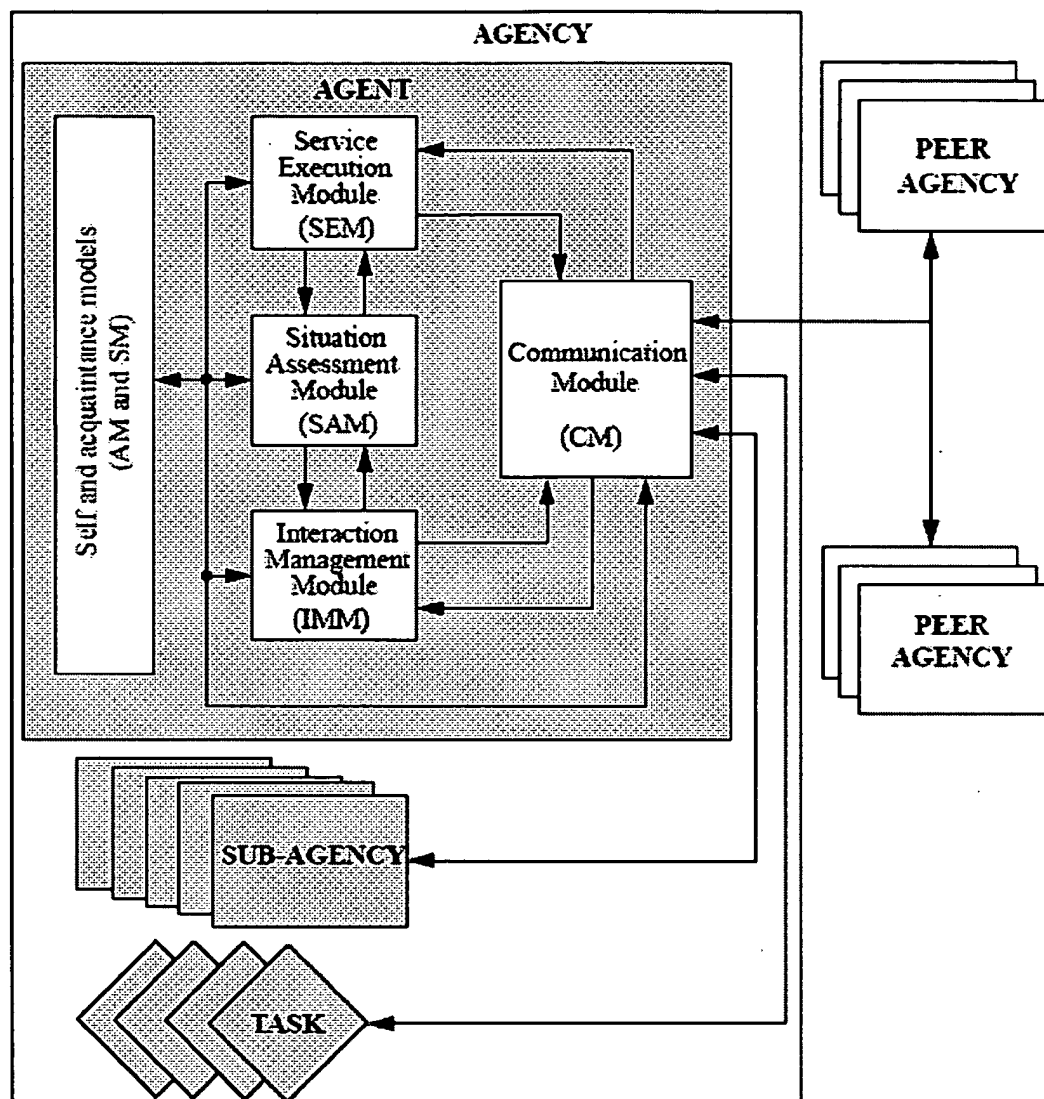 AGENCY
AGENT
Self and acquaintance models
(AM and SM)
Service
Execution
Module
(SEM)
Situation
Assessment
Module
(SAM)
Interaction
Management
Module
(IMM)
Communication
Module
(CM)
PEER
AGENCY
PEER
AGENCY
SUB-AGENCY
TASK